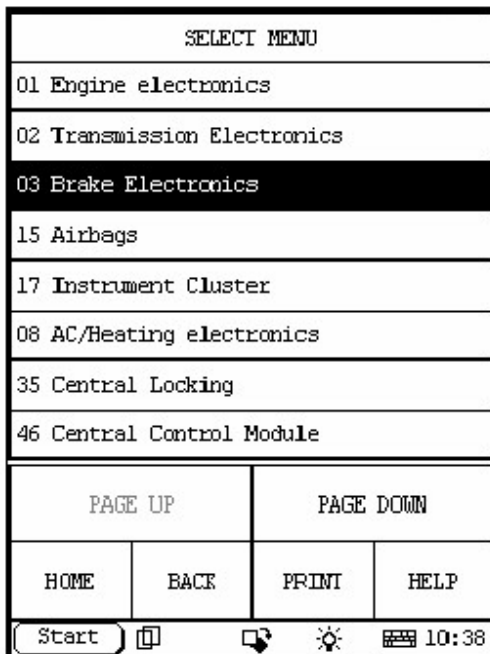 SELECT MENU
01 Engine electronics
02 Transmission Electronics
03 Brake Electronics
15 Airbags
17 Instrument Cluster
08 AC/Heating electronics
35 Central Locking
46 Central Control Module
PAGE UP PAGE DOWN
HOME BACK PRINT HELP
Start 10:38